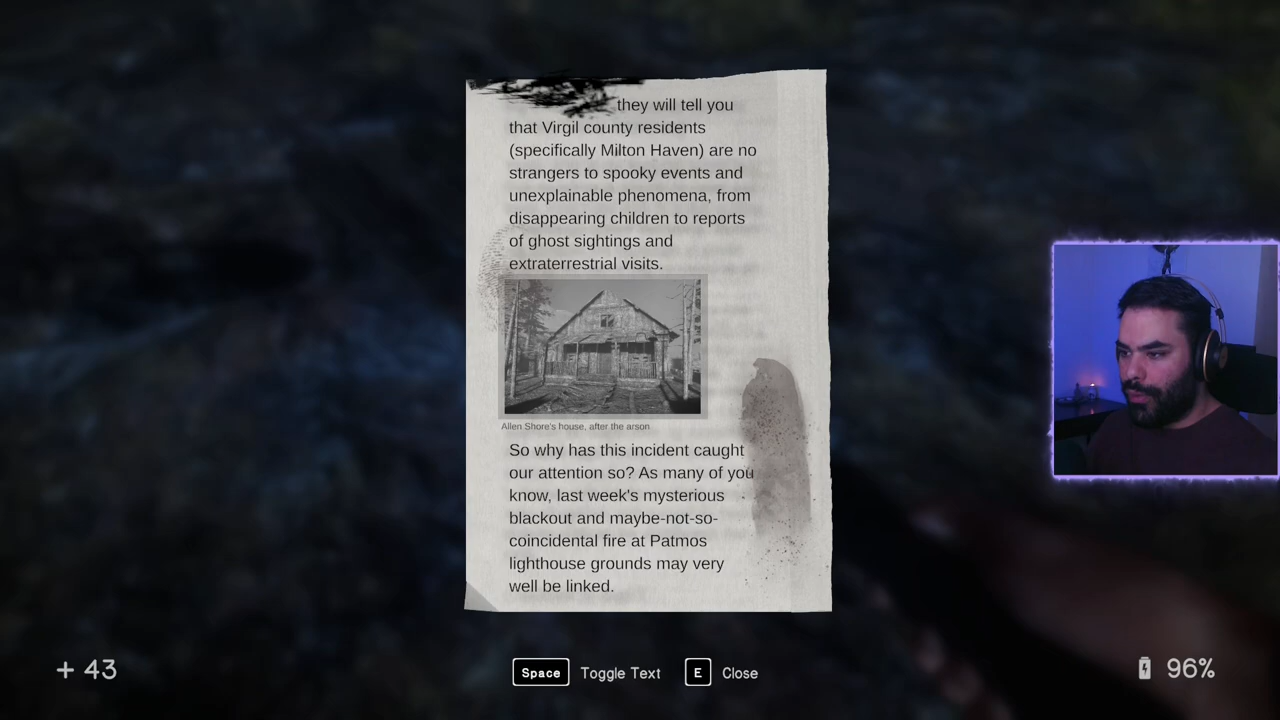 they will tell you
that Virgil county residents
(specifically Milton Haven) are no
strangers to spooky events and
unexplainable phenomena, from
disappearing children to reports
of ghost sightings and
extraterrestrial visits.
Allen Shore's house, after the arson
So why has this incident caught
our attention so? As many of you
know, last week's mysterious
blackout and maybe-not-so-
coincidental fire at Patmos
lighthouse grounds may very
well be linked.
+ 43
Space Toggle Text E Close
96%